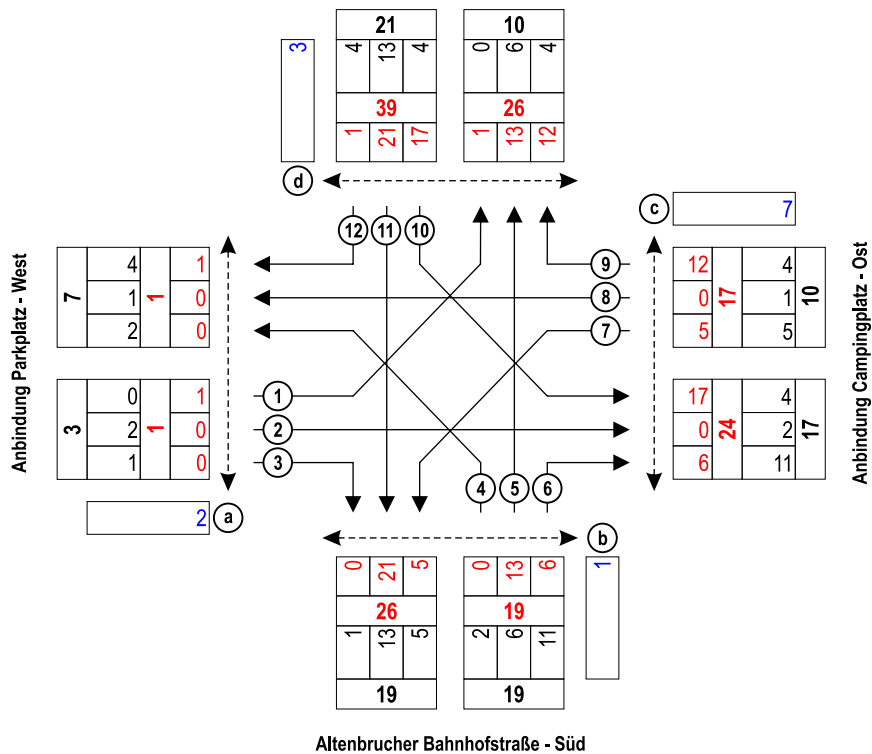 21 10
3 4 13 4 0 6 4
39 26
1 21 17 1 13 12
d
c 7
12 11 10
Anbindung Parkplatz - West
7 4 1 1
1 0
2 0
9 12 4
8 0 17 1 10
7 5 5
Anbindung Campingplatz - Ost
3 0 1 1
2 0
1 0
1
2
3
4 5 6
17 4
0 24 2 17
6 11
2 a
b
0 21 5 0 13 6 1
26 19
1 13 5 2 6 11
19 19
Altenbrucher Bahnhofstraße - Süd